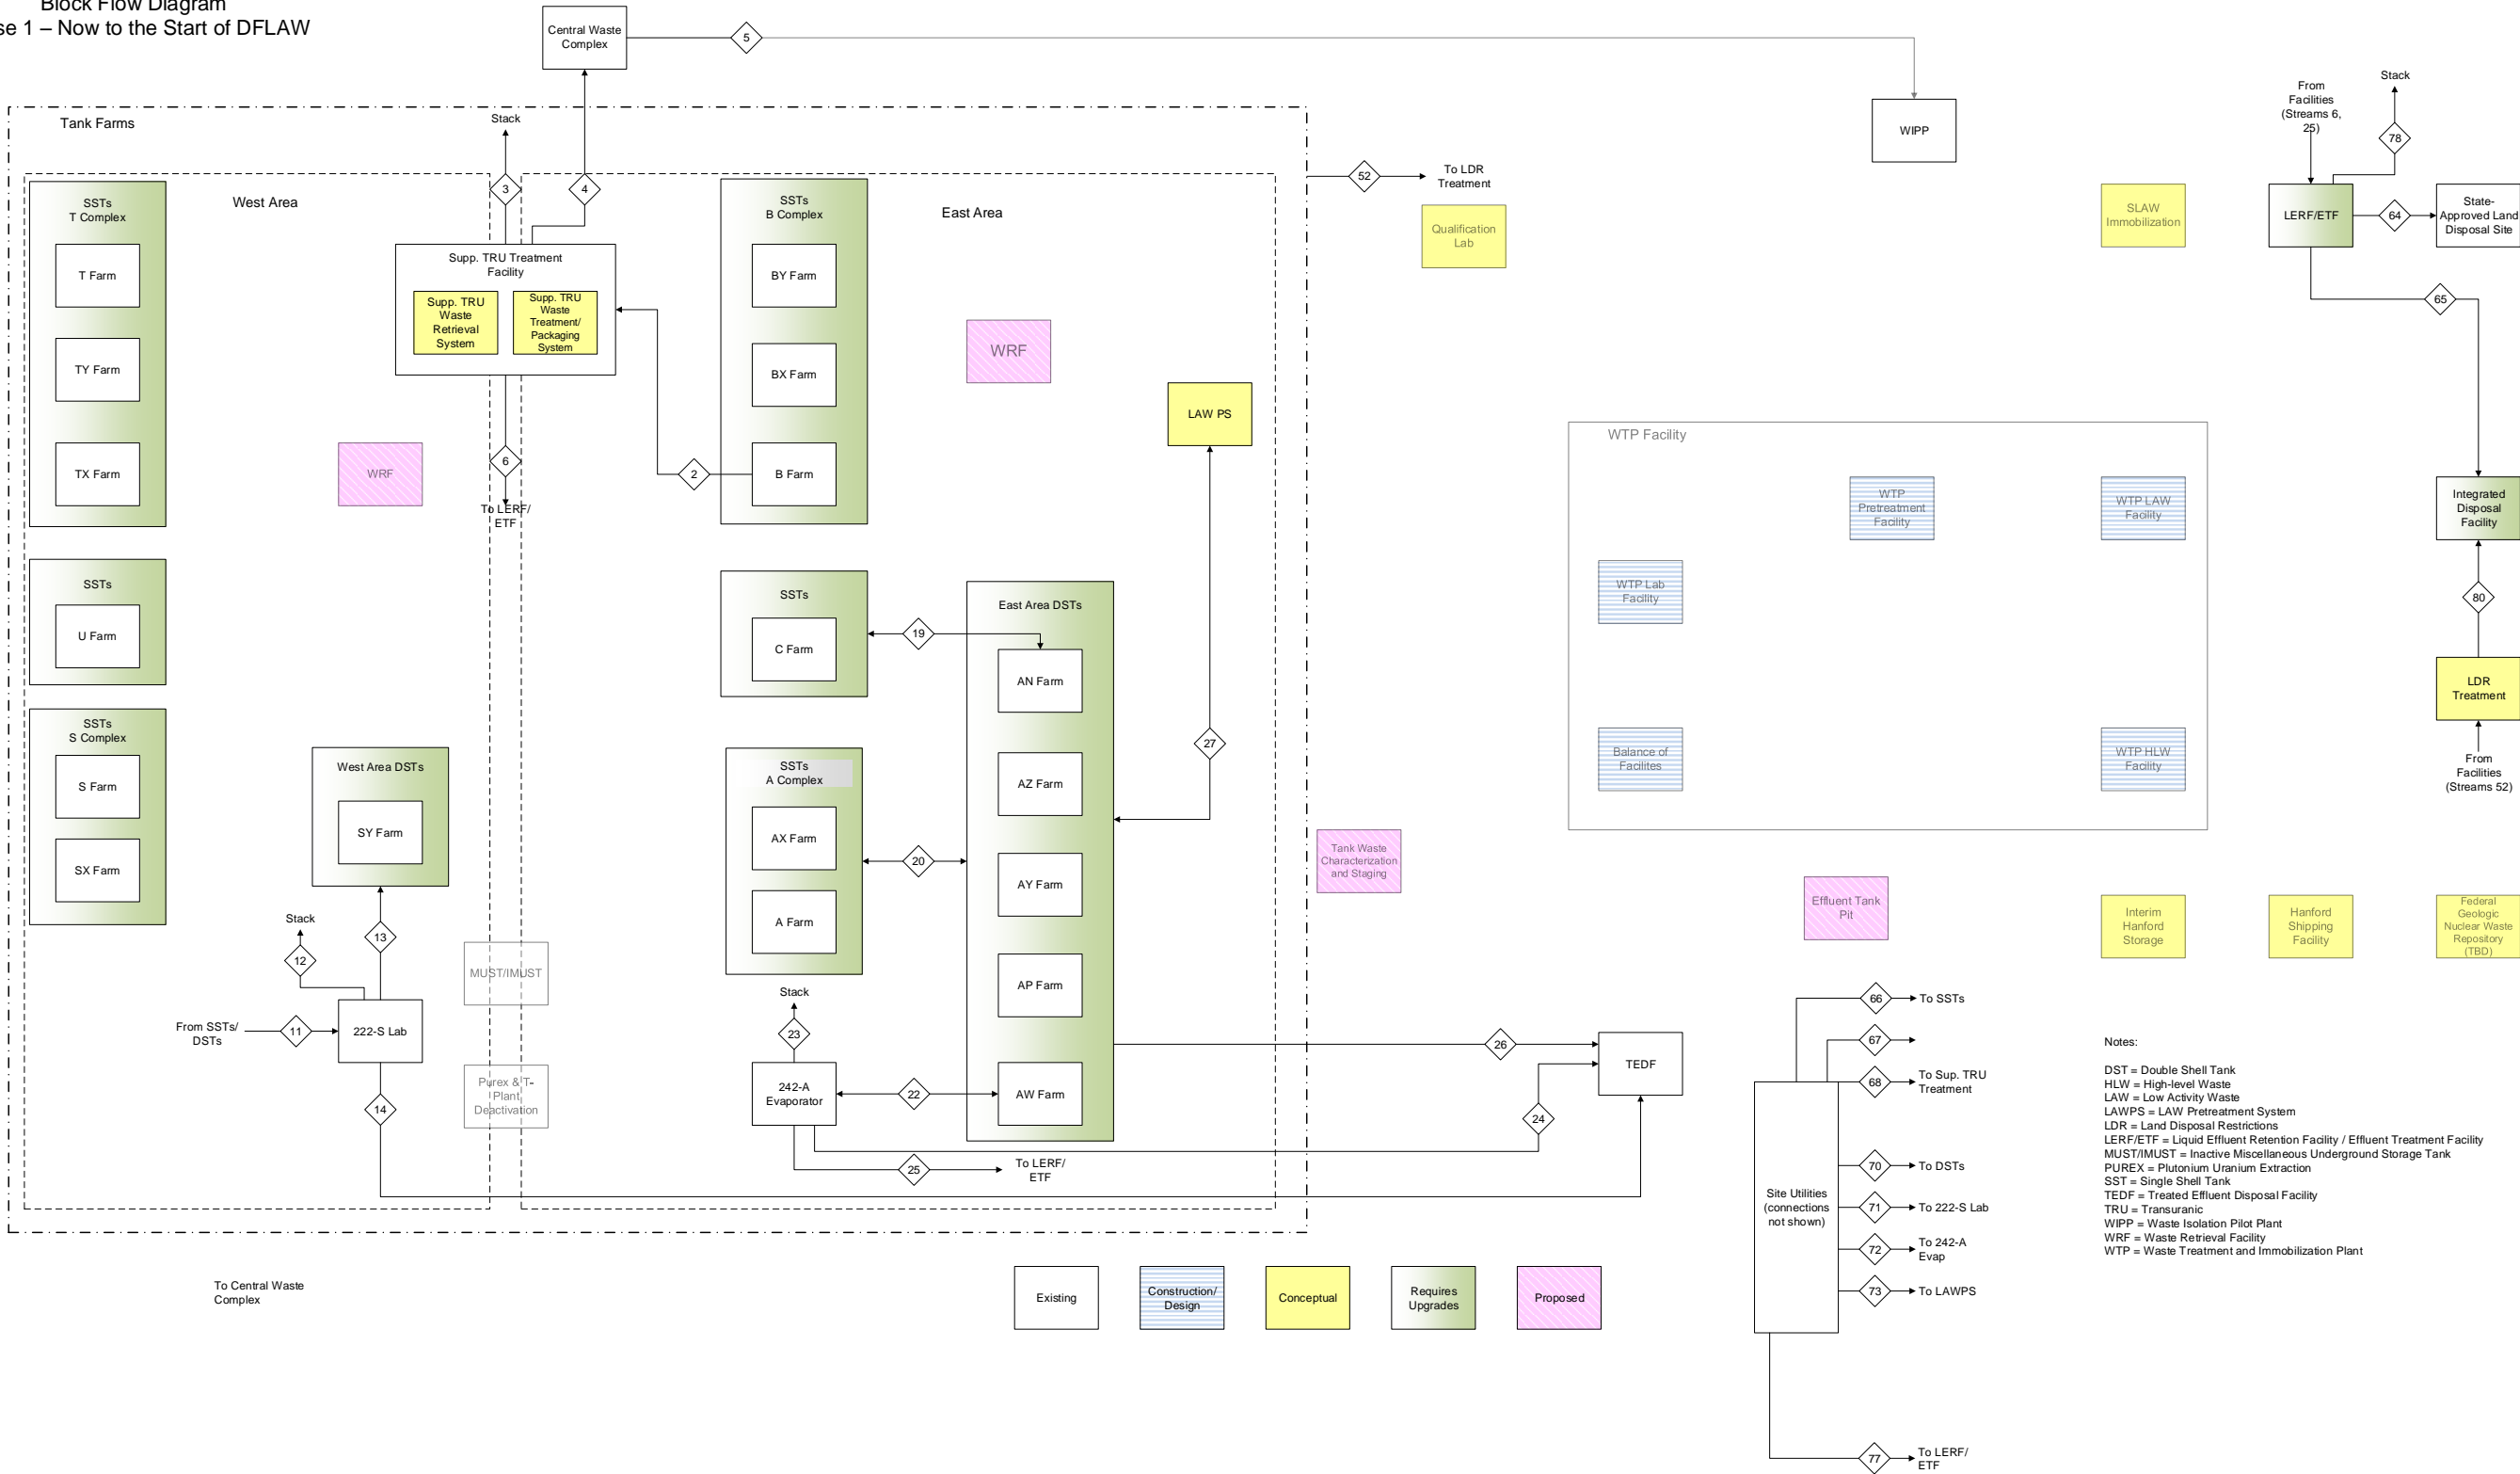 Block Flow Diagram
se 1 – Now to the Start of DFLAW
Central Waste
Complex
5
WIPP
From
Facilities
(Streams 6,
25)
Stack
78
LERF/ETF
64
State-
Approved Land
Disposal Site
65
Tank Farms
Stack
3
4
52
To LDR
Treatment
Qualification
Lab
SLAW
Immobilization
West Area
East Area
SSTs
T Complex
T Farm
TY Farm
TX Farm
Supp. TRU Treatment
Facility
Supp. TRU
Waste
Retrieval
System
Supp. TRU
Waste
Treatment/
Packaging
System
SSTs
B Complex
BY Farm
BX Farm
B Farm
WRF
WRF
LAW PS
6
To LERF/
ETF
2
WTP Facility
WTP
Pretreatment
Facility
WTP LAW
Facility
WTP Lab
Facility
Balance of
Facilites
WTP HLW
Facility
Integrated
Disposal
Facility
80
LDR
Treatment
From
Facilities
(Streams 52)
SSTs
U Farm
SSTs
C Farm
19
East Area DSTs
AN Farm
AZ Farm
AY Farm
AP Farm
AW Farm
27
SSTs
S Complex
S Farm
SX Farm
West Area DSTs
SY Farm
SSTs
A Complex
AX Farm
A Farm
20
Tank Waste
Characterization
and Staging
Effluent Tank
Pit
Interim
Hanford
Storage
Hanford
Shipping
Facility
Federal
Geologic
Nuclear Waste
Repository
(TBD)
Stack
12
13
MUST/IMUST
From SSTs/
DSTs
11
222-S Lab
14
Purex & T-
Plant
Deactivation
Stack
23
242-A
Evaporator
22
25
To LERF/
ETF
26
24
TEDF
Site Utilities
(connections
not shown)
66
To SSTs
67
68
To Sup. TRU
Treatment
70
To DSTs
71
To 222-S Lab
72
To 242-A
Evap
73
To LAWPS
77
To LERF/
ETF
Notes:
DST = Double Shell Tank
HLW = High-level Waste
LAW = Low Activity Waste
LAWPS = LAW Pretreatment System
LDR = Land Disposal Restrictions
LERF/ETF = Liquid Effluent Retention Facility / Effluent Treatment Facility
MUST/IMUST = Inactive Miscellaneous Underground Storage Tank
PUREX = Plutonium Uranium Extraction
SST = Single Shell Tank
TEDF = Treated Effluent Disposal Facility
TRU = Transuranic
WIPP = Waste Isolation Pilot Plant
WRF = Waste Retrieval Facility
WTP = Waste Treatment and Immobilization Plant
To Central Waste
Complex
Existing
Construction/
Design
Conceptual
Requires
Upgrades
Proposed